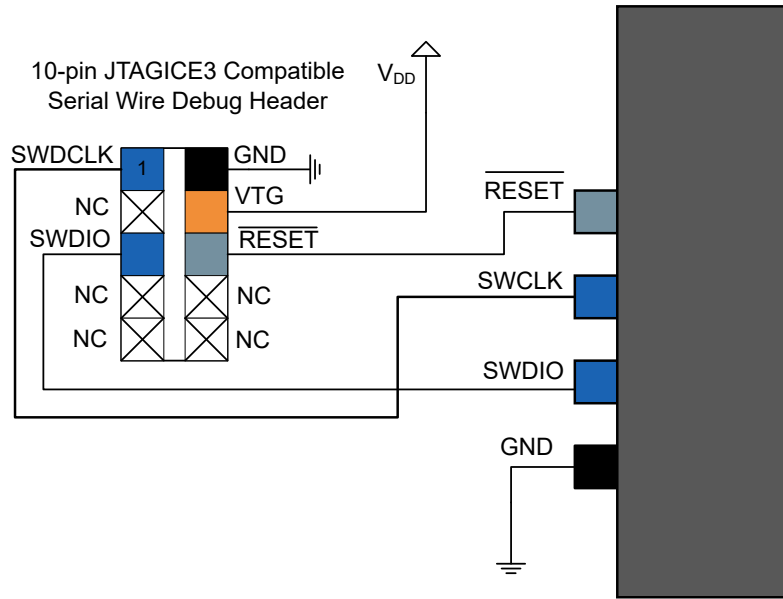 10-pin JTAGICE3 Compatible
Serial Wire Debug Header
VDD
SWDCLK
1
GND
NC
VTG
SWDIO
RESET
NC
NC
NC
NC
RESET
SWCLK
SWDIO
GND